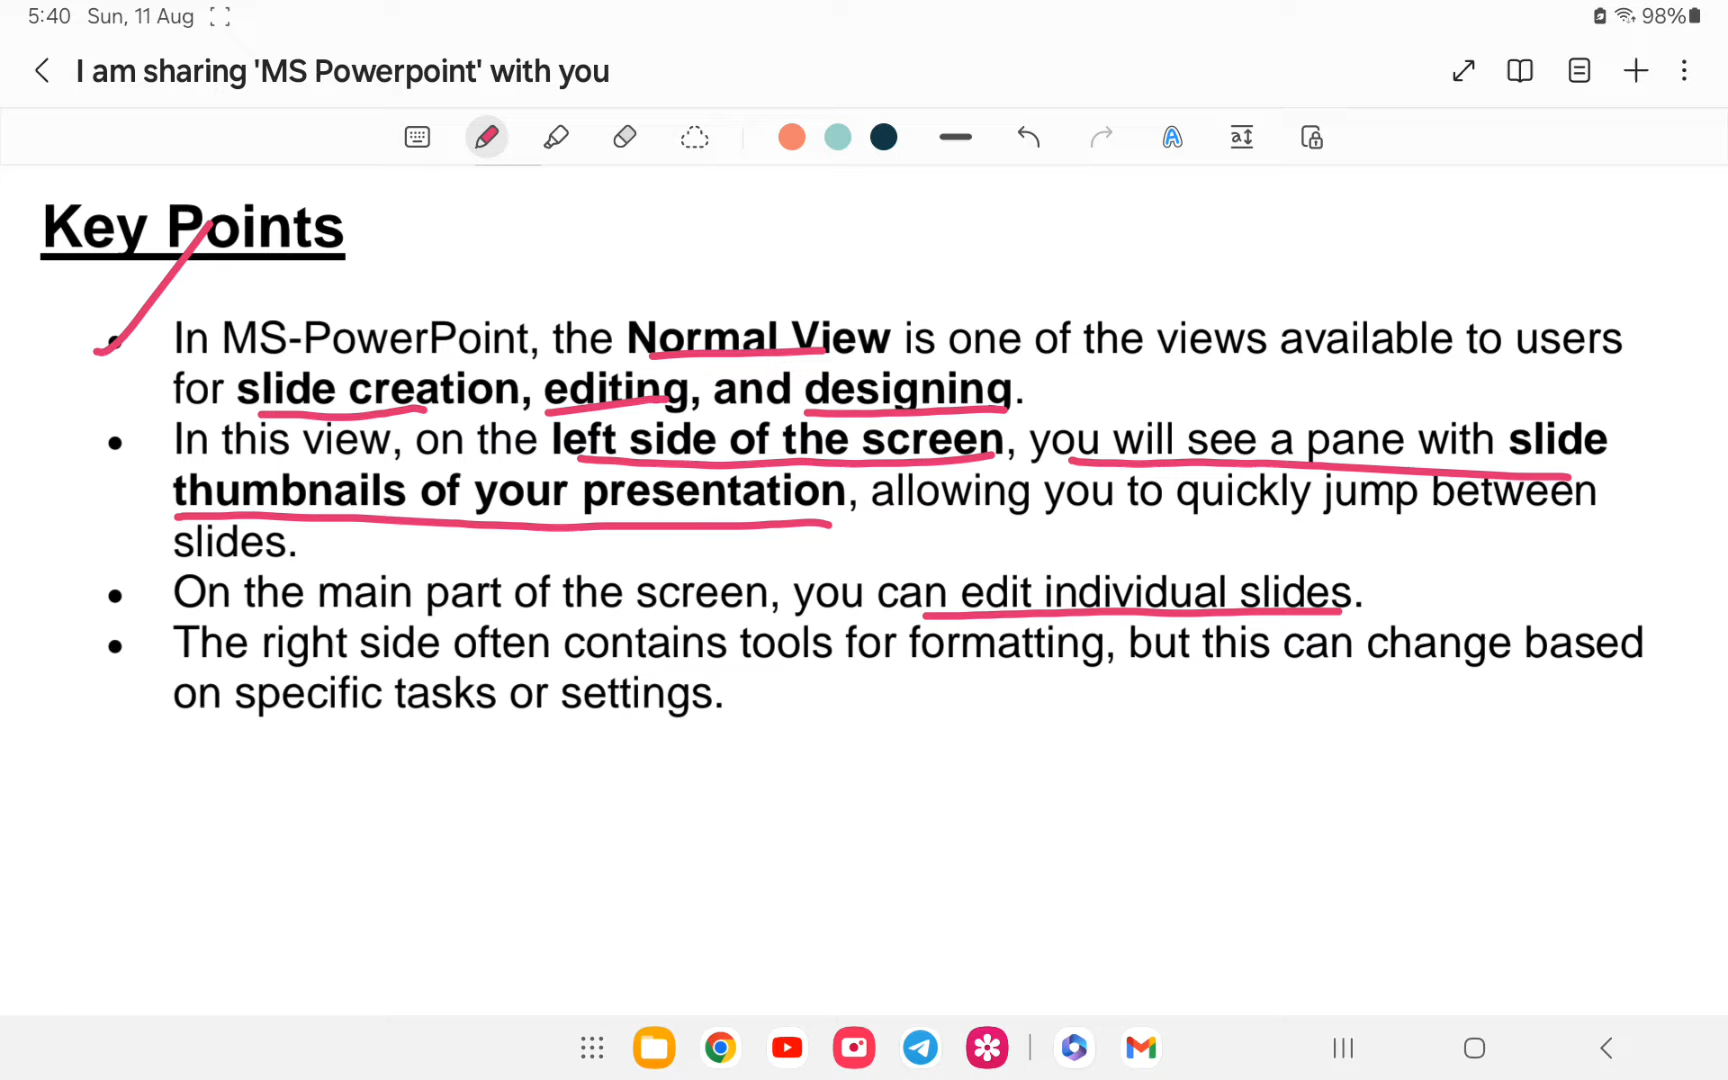 5:40 Sun, 11 Aug 98%
I am sharing 'MS Powerpoint' with you
Key Points
• In MS-PowerPoint, the Normal View is one of the views available to users
for slide creation, editing, and designing.
• In this view, on the left side of the screen, you will see a pane with slide
thumbnails of your presentation, allowing you to quickly jump between
slides.
• On the main part of the screen, you can edit individual slides.
• The right side often contains tools for formatting, but this can change based
on specific tasks or settings.